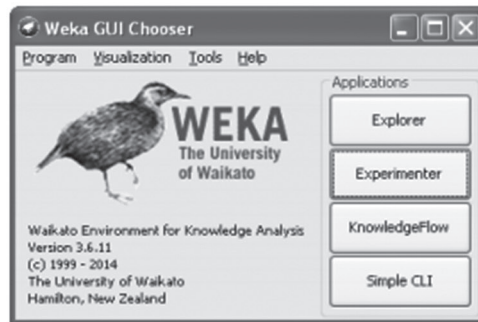 Weka GUI Chooser
Program Visualization Tools Help
WEKA
The University
of Waikato
Waikato Environment for Knowledge Analysis
Version 3.6.11
(c) 1999 - 2014
The University of Waikato
Hamilton, New Zealand
Applications
Explorer
Experimenter
KnowledgeFlow
Simple CLI